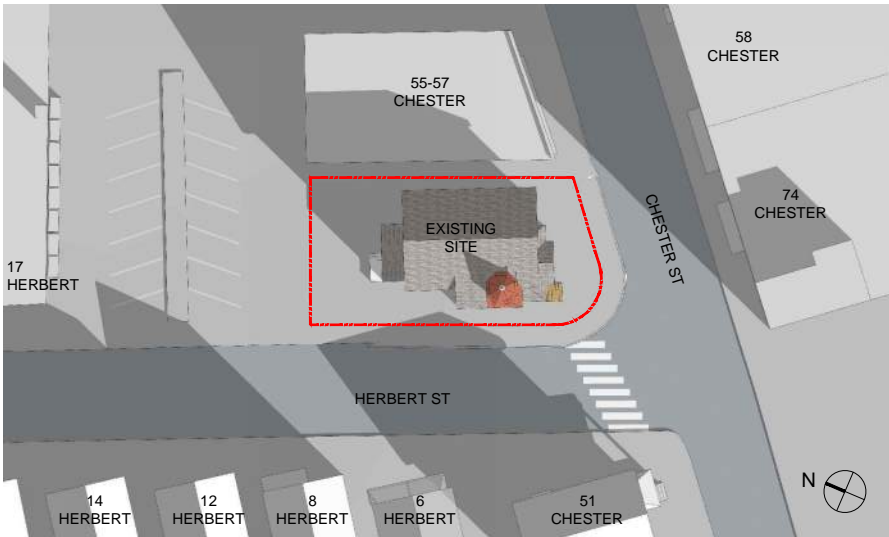 58
CHESTER
55-57
CHESTER
74
CHESTER
CHESTER ST
EXISTING
SITE
17
HERBERT
HERBERT ST
N
14
HERBERT
12
HERBERT
8
HERBERT
6
HERBERT
51
CHESTER